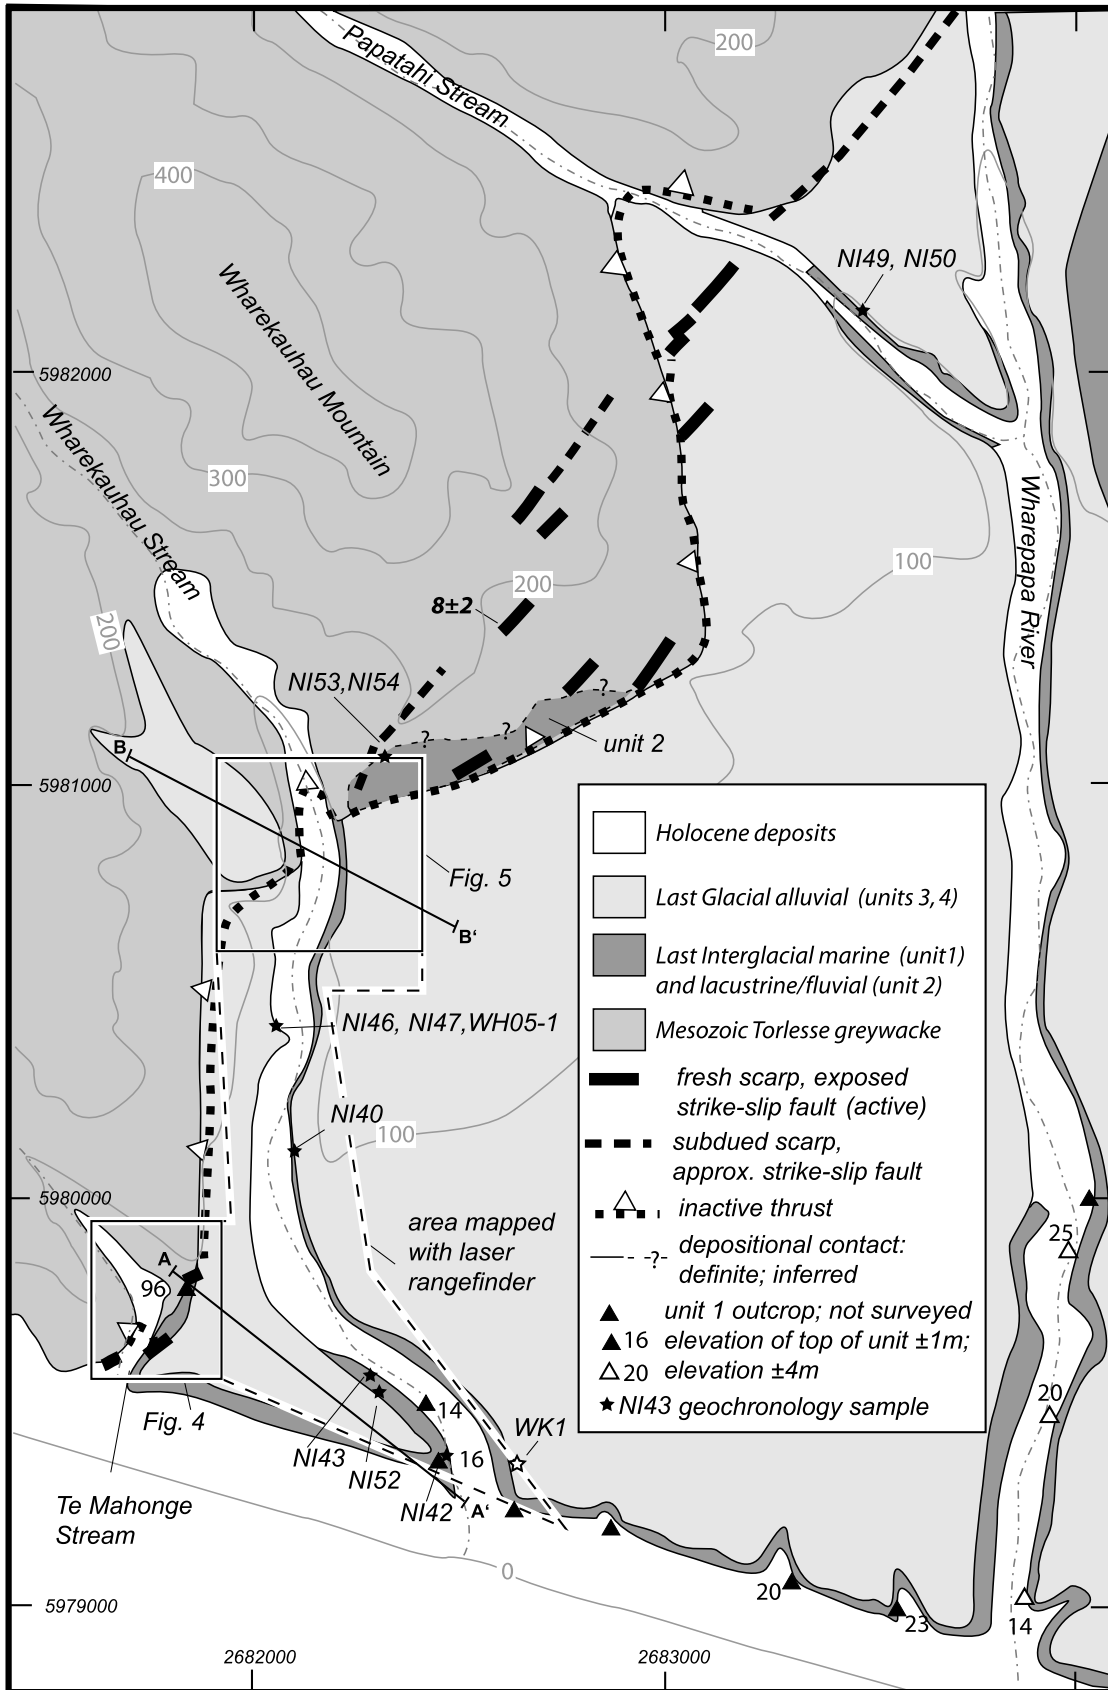 Papatahi Stream
200
400
NI49, NI50
Wharekauhau Mountain
5982000
Wharekauhau Stream
300
Wharepapa River
100
200
8±2
200
NI53,NI54
?
?
?
unit 2
B
5981000
Fig. 5
B'
NI46, NI47,WH05-1
NI40
100
5980000
area mapped
with laser
rangefinder
A
96
Fig. 4
14
NI43
NI52
16
WK1
NI42
A'
Te Mahonge
Stream
0
25
20
20
23
14
5979000
2682000
2683000
Holocene deposits
Last Glacial alluvial (units 3, 4)
Last Interglacial marine (unit1)
and lacustrine/fluvial (unit 2)
Mesozoic Torlesse greywacke
fresh scarp, exposed
strike-slip fault (active)
subdued scarp,
approx. strike-slip fault
inactive thrust
-?- depositional contact:
definite; inferred
unit 1 outcrop; not surveyed
16 elevation of top of unit ±1m;
20 elevation ±4m
NI43 geochronology sample